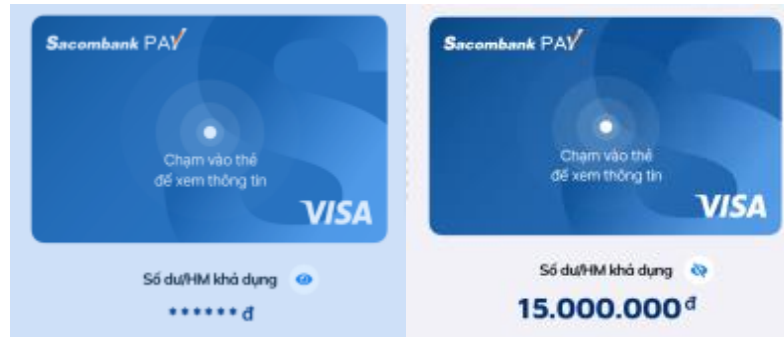 Sacombank PAY
Chạm vào thẻ
để xem thông tin
VISA
Số dư/HM khả dụng
****** đ
Sacombank PAY
Chạm vào thẻ
để xem thông tin
VISA
Số dư/HM khả dụng
15.000.000 đ